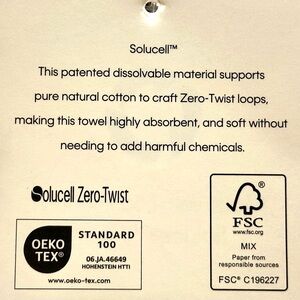 Solucell™
This patented dissolvable material supports
pure natural cotton to craft Zero-Twist loops,
making this towel highly absorbent, and soft without
needing to add harmful chemicals.
Solucell Zero-Twist
OEKO
TEX®
STANDARD
100
06.JA.46649
HOHENSTEIN HTTI
www.oeko-tex.com
FSC
www.fsc.org
MIX
Paper from
responsible sources
FSC® C196227